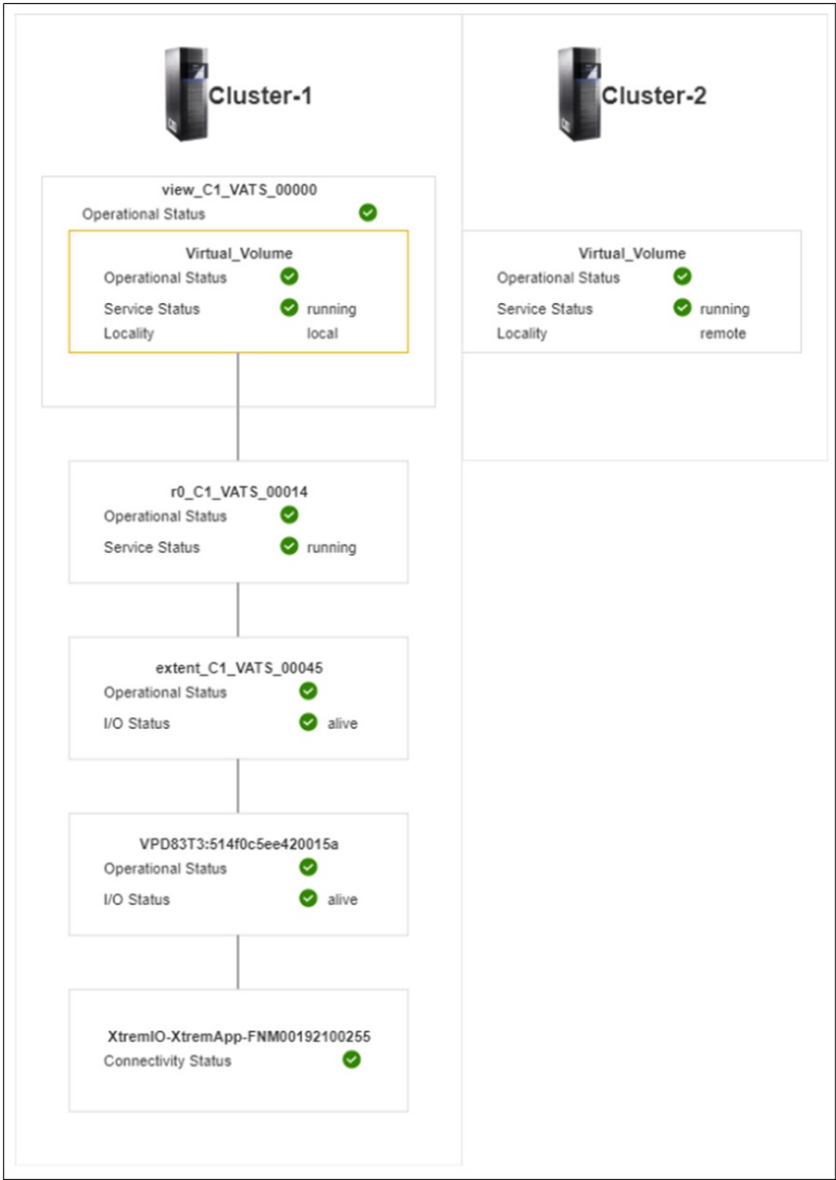 Cluster-1
view_C1_VATS_00000
Operational Status
Virtual_Volume
Operational Status
Service Status running
Locality local
r0_C1_VATS_00014
Operational Status
Service Status running
extent_C1_VATS_00045
Operational Status
I/O Status alive
VPD83T3:514f0c5ee420015a
Operational Status
I/O Status alive
XtremIO-XtremApp-FNM00192100255
Connectivity Status
Cluster-2
Virtual_Volume
Operational Status
Service Status running
Locality remote